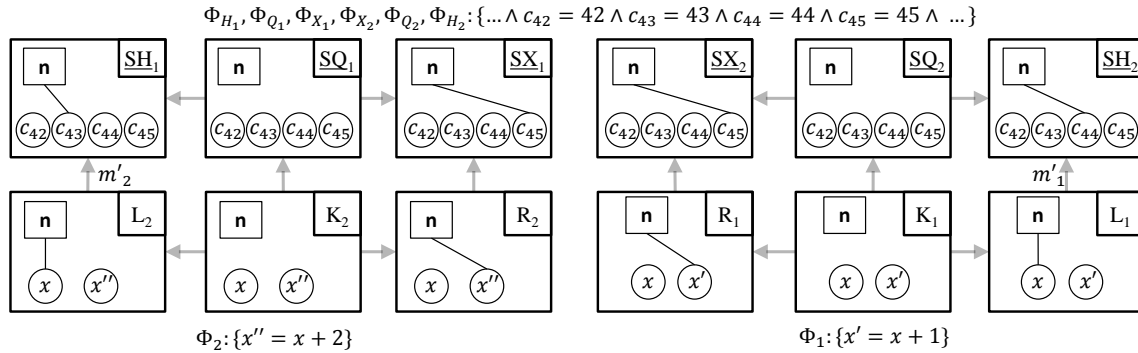 Φ_{H_1}, Φ_{Q_1}, Φ_{X_1}, Φ_{X_2}, Φ_{Q_2}, Φ_{H_2}: {… ∧ c_{42} = 42 ∧ c_{43} = 43 ∧ c_{44} = 44 ∧ c_{45} = 45 ∧ …}
n SH_1 n SQ_1 n SX_1 n SX_2 n SQ_2 n SH_2
c_{42} c_{43} c_{44} c_{45} c_{42} c_{43} c_{44} c_{45} c_{42} c_{43} c_{44} c_{45} c_{42} c_{43} c_{44} c_{45} c_{42} c_{43} c_{44} c_{45} c_{42} c_{43} c_{44} c_{45}
m'_2 m'_1
n L_2 n K_2 n R_2 n R_1 n K_1 n L_1
x x'' x x'' x x'' x x' x x' x x'
Φ_2: {x'' = x + 2} Φ_1: {x' = x + 1}